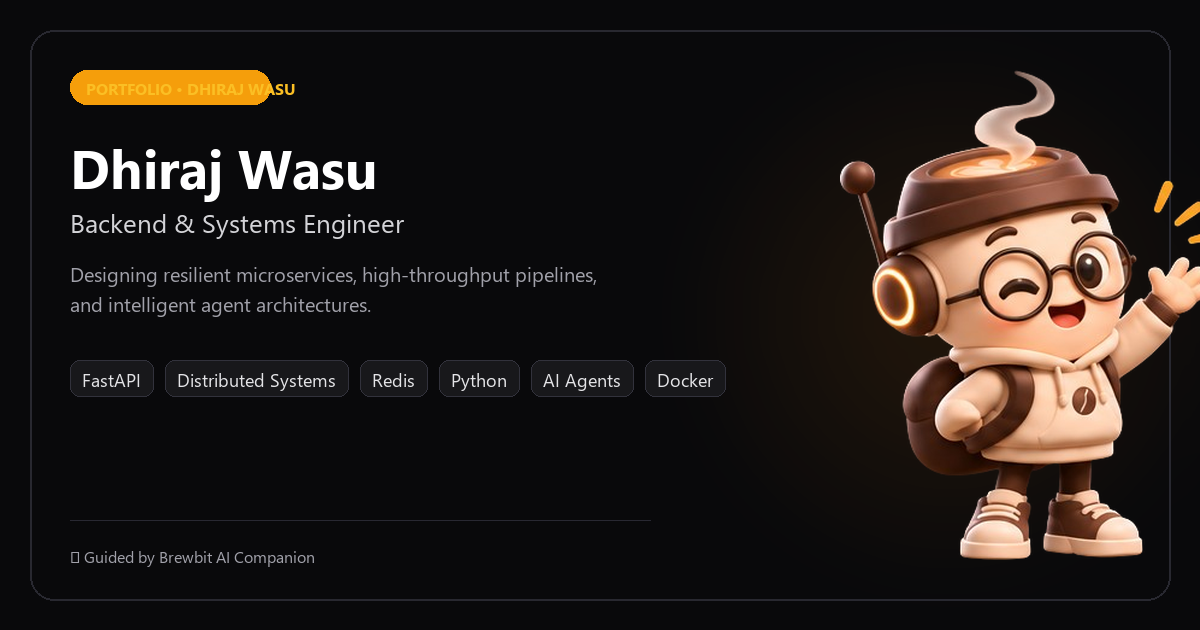 PORTFOLIO • DHIRAJ WASU
Dhiraj Wasu
Backend & Systems Engineer
Designing resilient microservices, high-throughput pipelines,
and intelligent agent architectures.
FastAPI Distributed Systems Redis Python AI Agents Docker
Guided by Brewbit AI Companion